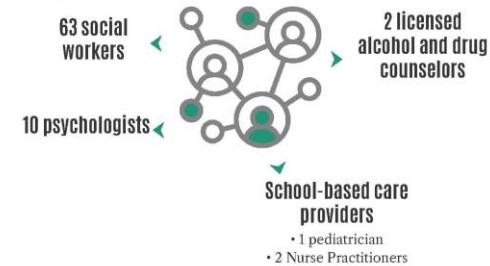 63 social
workers
2 licensed
alcohol and drug
counselors
10 psychologists
School-based care
providers
• 1 pediatrician
• 2 Nurse Practitioners